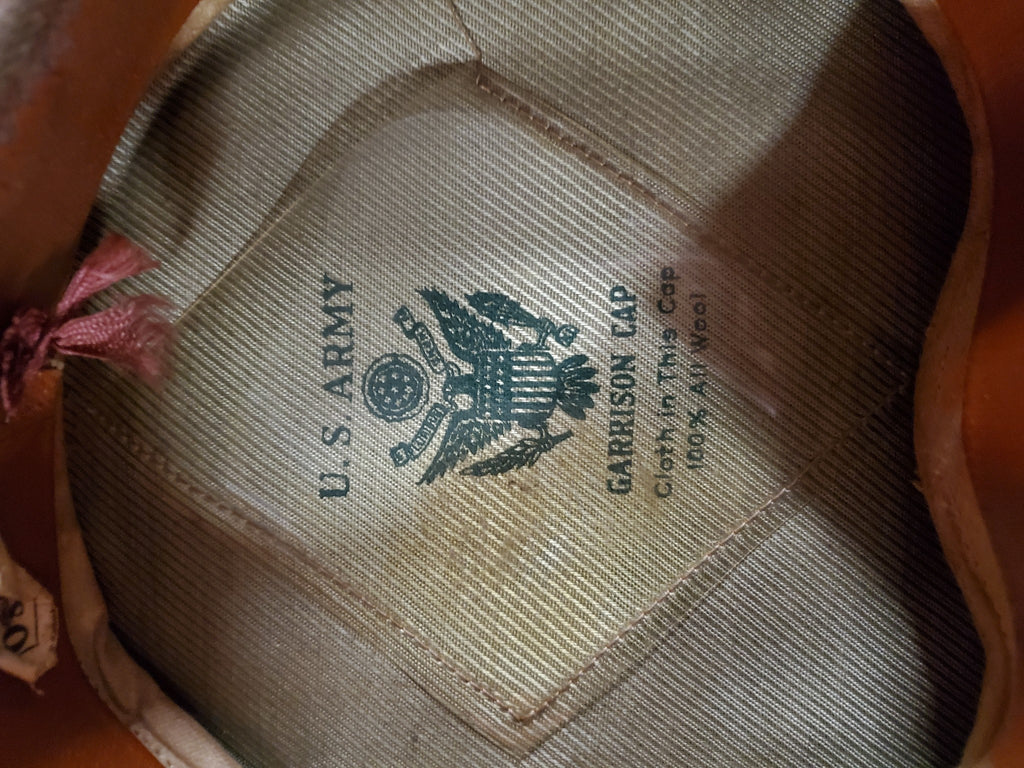 U.S. ARMY
GARRISON CAP
Cloth in This Cap
100% All Wool